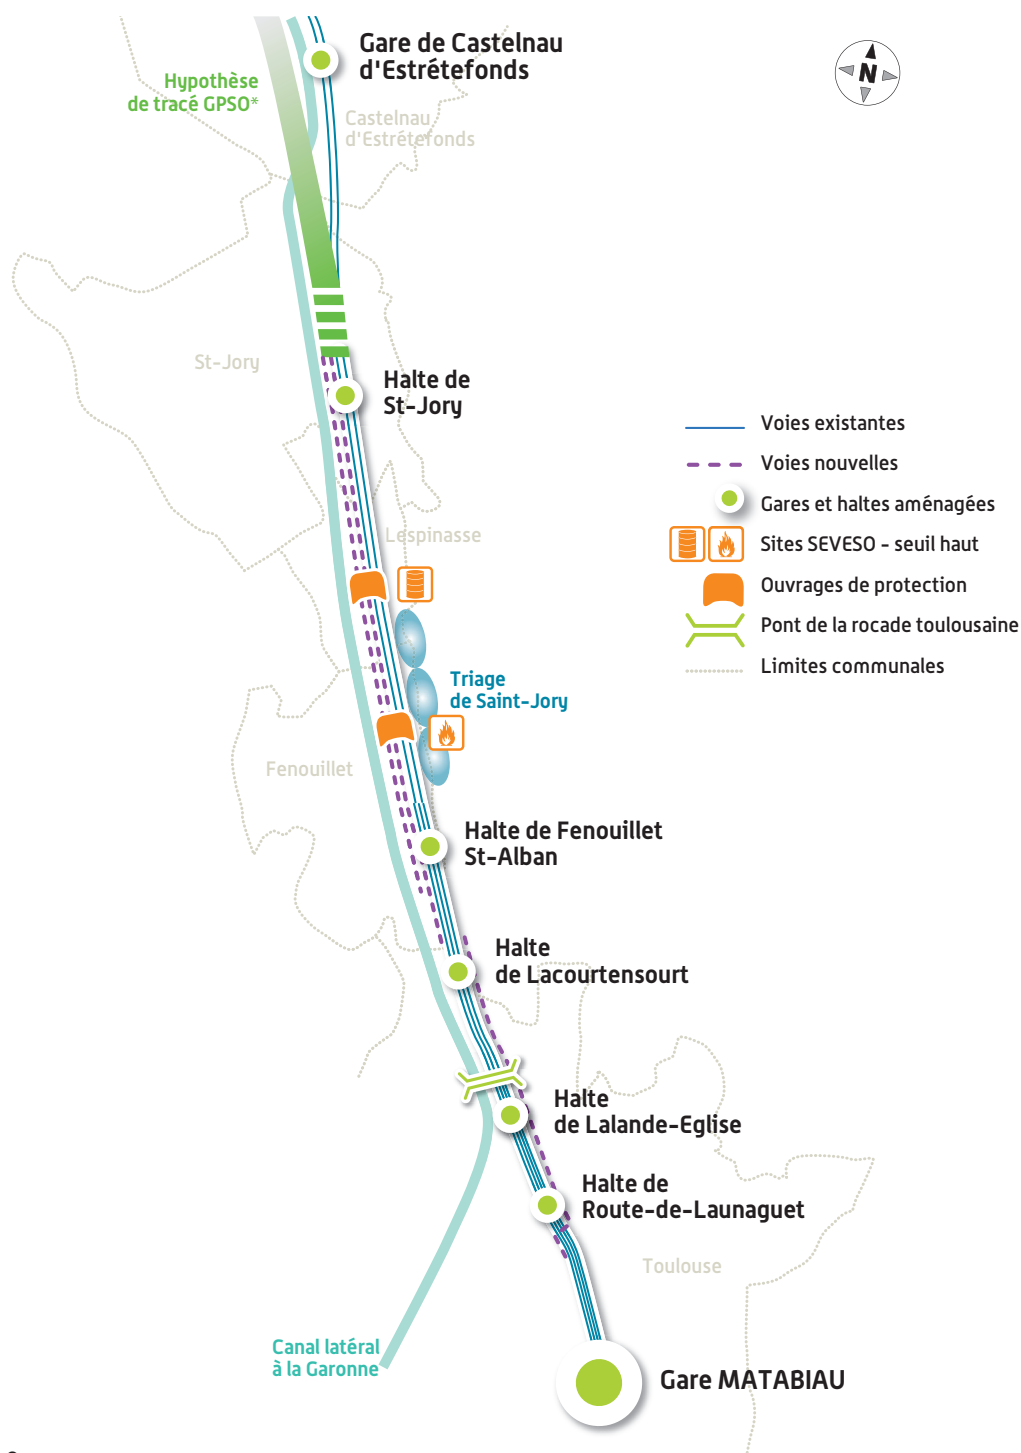 Gare de Castelnau
d'Estrétefonds
Hypothèse
de tracé GPSO*
N
Castelnau
d'Estrétefonds
St-Jory
Halte de
St-Jory
Voies existantes
Voies nouvelles
Gares et haltes aménagées
Sites SEVESO - seuil haut
Ouvrages de protection
Pont de la rocade toulousaine
Limites communales
Lespinasse
Triage
de Saint-Jory
Fenouillet
Halte de Fenouillet
St-Alban
Halte
de Lacourtensourt
Halte
de Lalande-Eglise
Halte de
Route-de-Launaguet
Toulouse
Canal latéral
à la Garonne
Gare MATABIAU